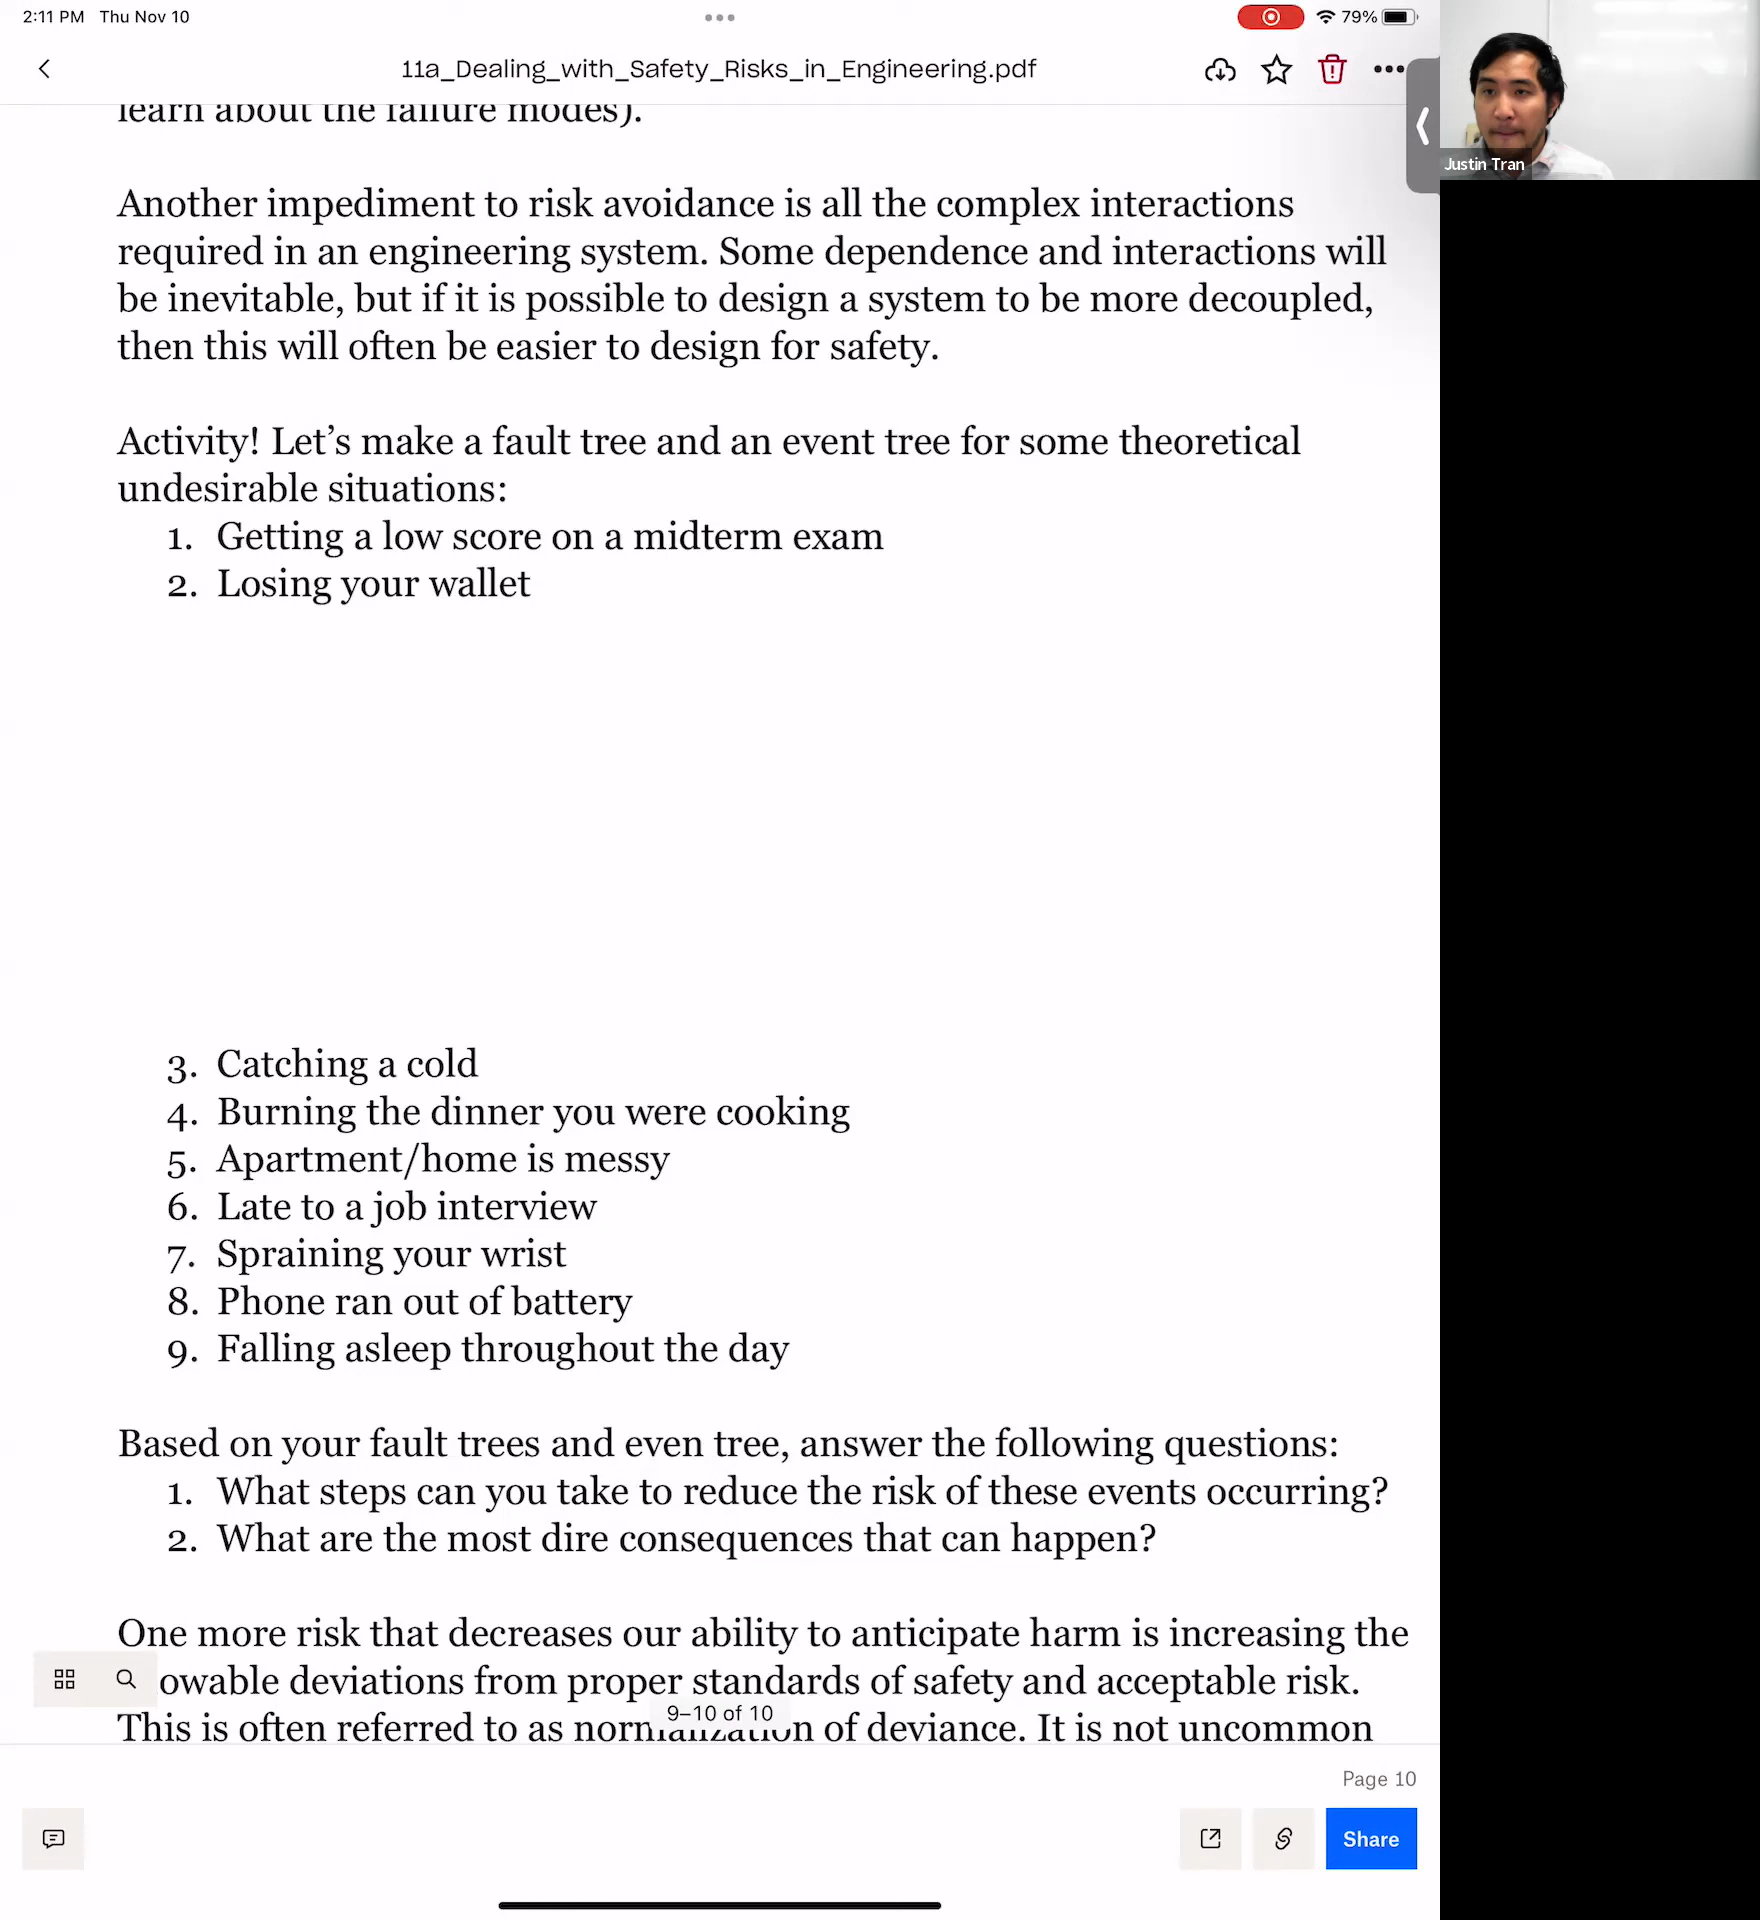 2:11 PM Thu Nov 10
79%
11a_Dealing_with_Safety_Risks_in_Engineering.pdf
Justin Tran
learn about the failure modes).
Another impediment to risk avoidance is all the complex interactions
required in an engineering system. Some dependence and interactions will
be inevitable, but if it is possible to design a system to be more decoupled,
then this will often be easier to design for safety.
Activity! Let’s make a fault tree and an event tree for some theoretical
undesirable situations:
1. Getting a low score on a midterm exam
2. Losing your wallet
3. Catching a cold
4. Burning the dinner you were cooking
5. Apartment/home is messy
6. Late to a job interview
7. Spraining your wrist
8. Phone ran out of battery
9. Falling asleep throughout the day
Based on your fault trees and even tree, answer the following questions:
1. What steps can you take to reduce the risk of these events occurring?
2. What are the most dire consequences that can happen?
One more risk that decreases our ability to anticipate harm is increasing the
owable deviations from proper standards of safety and acceptable risk.
9–10 of 10
This is often referred to as normalization of deviance. It is not uncommon
Page 10
Share